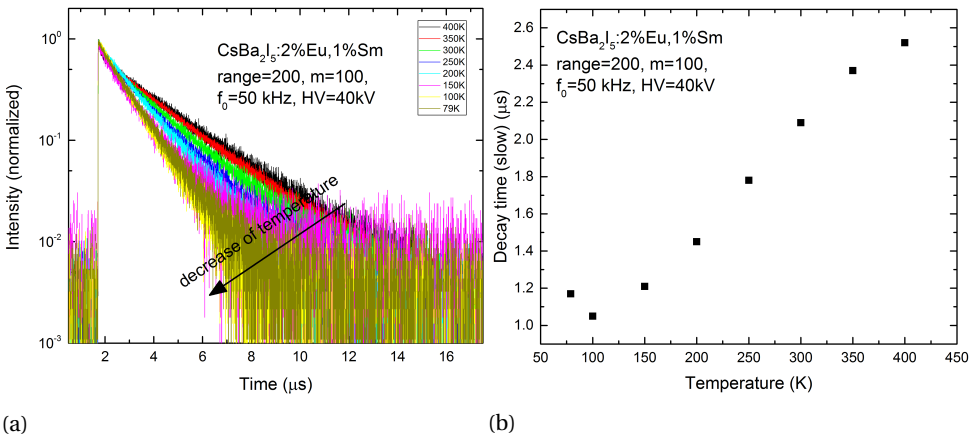 10⁰
10⁻¹
10⁻²
10⁻³
Intensity (normalized)
CsBa₂I₅:2%Eu,1%Sm
range=200, m=100,
f₀=50 kHz, HV=40kV
400K
350K
300K
250K
200K
150K
100K
79K
decrease of temperature
2 4 6 8 10 12 14 16
Time (μs)
(a)
2.6
2.4
2.2
2.0
1.8
1.6
1.4
1.2
1.0
Decay time (slow) (μs)
CsBa₂I₅:2%Eu,1%Sm
range=200, m=100,
f₀=50 kHz, HV=40kV
50 100 150 200 250 300 350 400 450
Temperature (K)
(b)